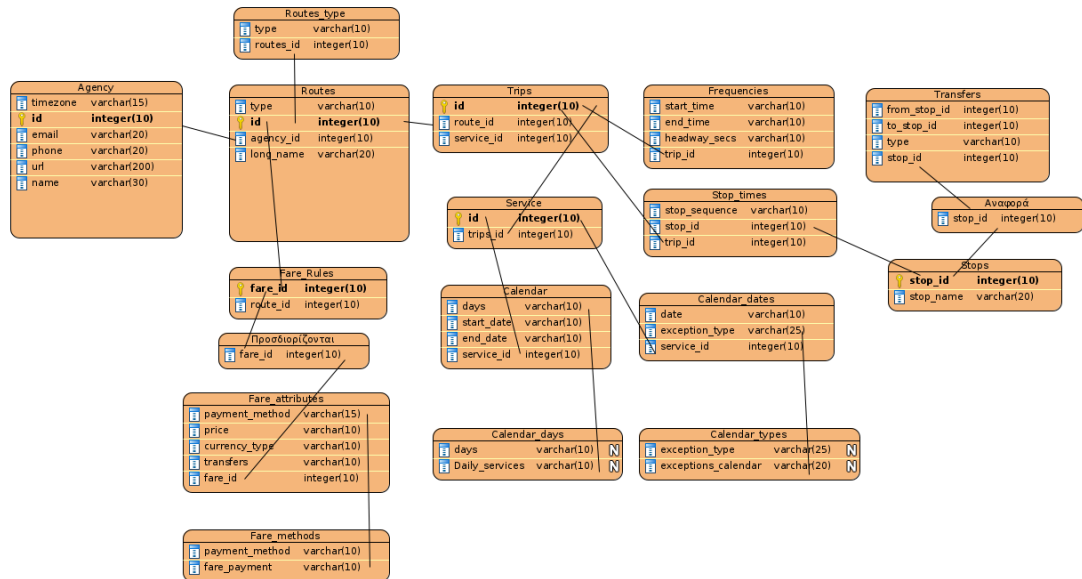 Routes_type
type varchar(10)
routes_id integer(10)
Agency
timezone varchar(15)
id integer(10)
email varchar(20)
phone varchar(20)
url varchar(200)
name varchar(30)
Routes
type varchar(10)
id integer(10)
agency_id integer(10)
long_name varchar(20)
Trips
id integer(10)
route_id integer(10)
service_id integer(10)
Frequencies
start_time varchar(10)
end_time varchar(10)
headway_secs varchar(10)
trip_id integer(10)
Transfers
from_stop_id integer(10)
to_stop_id integer(10)
type varchar(10)
stop_id integer(10)
Service
id integer(10)
trips_id integer(10)
Stop_times
stop_sequence varchar(10)
stop_id integer(10)
trip_id integer(10)
Αναφορά
stop_id integer(10)
Stops
stop_id integer(10)
stop_name varchar(20)
Fare_Rules
fare_id integer(10)
route_id integer(10)
Calendar
days varchar(10)
start_date varchar(10)
end_date varchar(10)
service_id integer(10)
Calendar_dates
date varchar(10)
exception_type varchar(25)
service_id integer(10)
Προσδιορίζονται
fare_id integer(10)
Fare_attributes
payment_method varchar(15)
price varchar(10)
currency_type varchar(10)
transfers varchar(10)
fare_id integer(10)
Calendar_days
days varchar(10) N
Daily_services varchar(10) N
Calendar_types
exception_type varchar(25) N
exceptions_calendar varchar(20) N
Fare_methods
payment_method varchar(10)
fare_payment varchar(10)